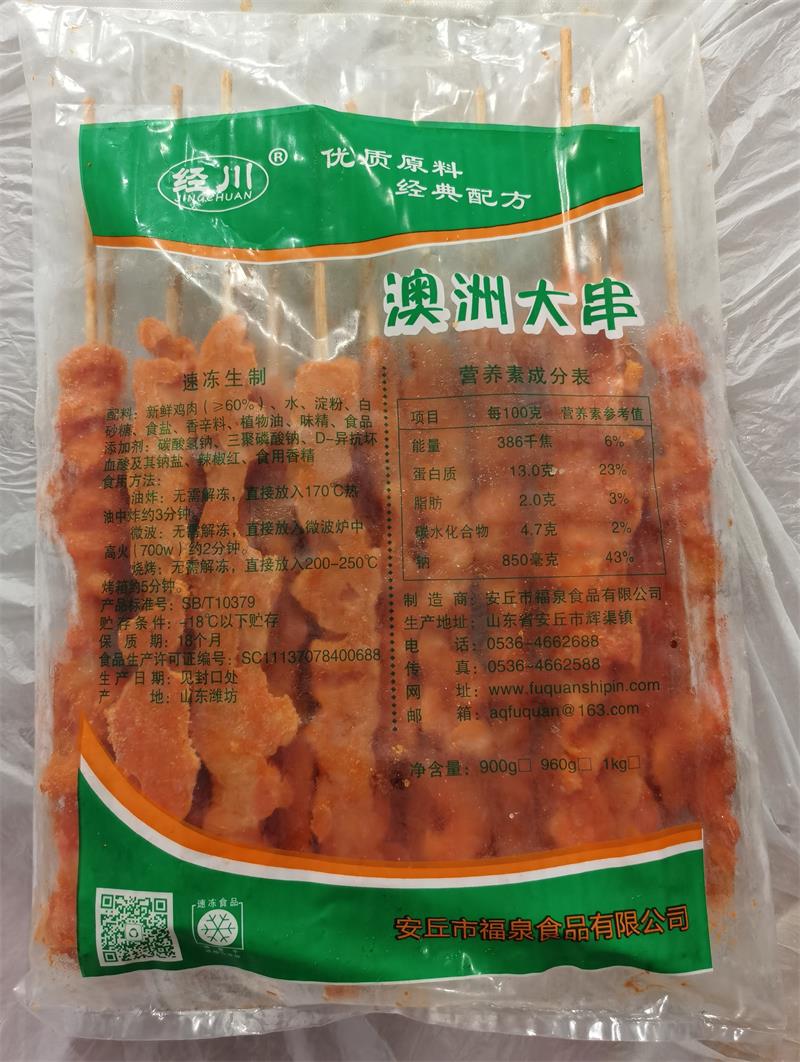 经川®
JINGCHUAN
优质原料
经典配方
澳洲大串
速冻生制
配料：新鲜鸡肉（≥60%）、水、淀粉、白
砂糖、食盐、香辛料、植物油、味精、食品
添加剂：碳酸氢钠、三聚磷酸钠、D-异抗坏
血酸及其钠盐、辣椒红、食用香精
食用方法：
油炸：无需解冻，直接放入170℃热
油中炸约3分钟。
微波：无需解冻，直接放入微波炉中
高火（700w）约2分钟。
烧烤：无需解冻，直接放入200-250℃
烤箱约5分钟。
产品标准号：SB/T10379
贮存条件：-18℃以下贮存
保 质 期：18个月
食品生产许可证编号：SC11137078400688
生产日期：见封口处
产 地：山东潍坊
营养素成分表
项目 每100克 营养素参考值
能量 386千焦 6%
蛋白质 13.0克 23%
脂肪 2.0克 3%
碳水化合物 4.7克 2%
钠 850毫克 43%
制 造 商：安丘市福泉食品有限公司
生产地址：山东省安丘市辉渠镇
电 话：0536-4662688
传 真：0536-4662588
网 址：www.fuquanshipin.com
邮 箱：aqfuquan@163.com
净含量：900g□ 960g□ 1kg□
速冻食品
安丘市福泉食品有限公司